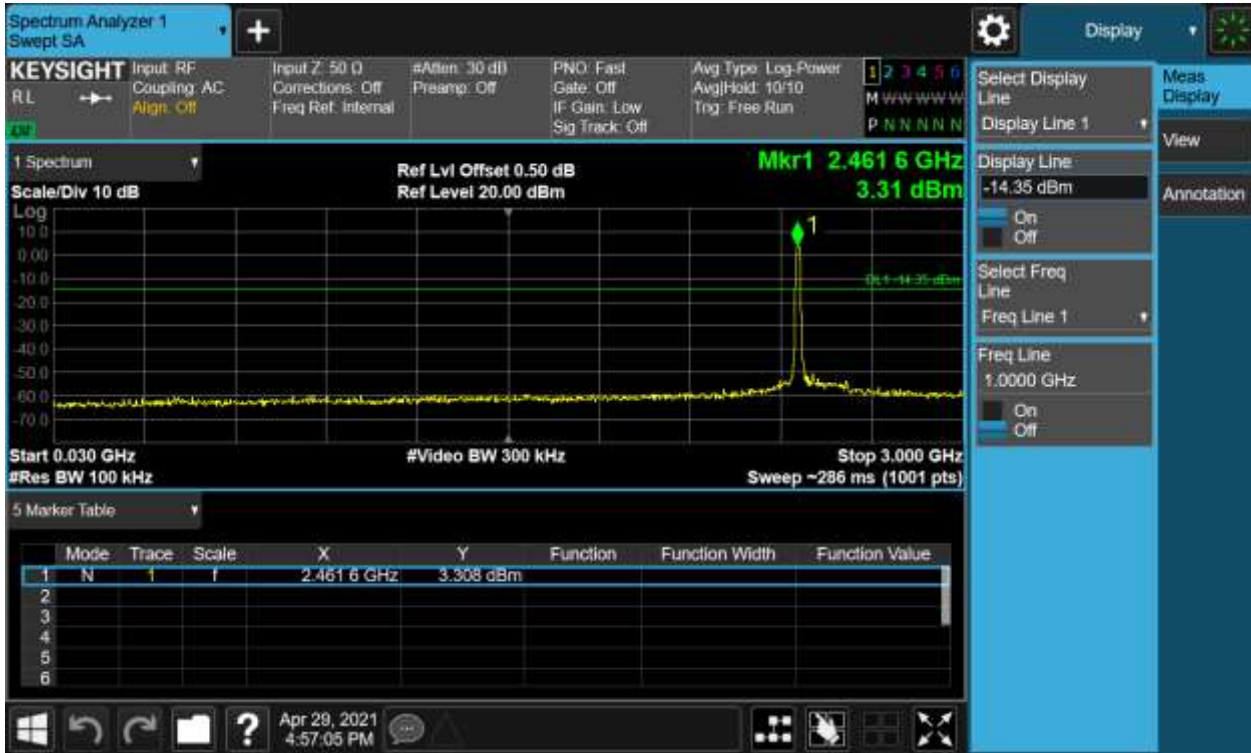 Spectrum Analyzer 1
Swept SA
+
Display
KEYSIGHT
RL
Input: RF
Coupling: AC
Align: Off
Input Z: 50 Ω
Corrections: Off
Freq Ref: Internal
#Atten: 30 dB
Preamp: Off
PNO: Fast
Gate: Off
IF Gain: Low
Sig Track: Off
Avg Type: Log-Power
Avg|Hold: 10/10
Trig: Free Run
1 2 3 4 5 6
M W W W W W
P N N N N N
1 Spectrum
Scale/Div 10 dB
Ref Lvl Offset 0.50 dB
Ref Level 20.00 dBm
Mkr1 2.461 6 GHz
3.31 dBm
Log
10.0
0.00
-10.0
-20.0
-30.0
-40.0
-50.0
-60.0
-70.0
1
DL1 -14.35 dBm
Start 0.030 GHz
#Video BW 300 kHz
Stop 3.000 GHz
#Res BW 100 kHz
Sweep ~286 ms (1001 pts)
5 Marker Table
Mode Trace Scale X Y Function Function Width Function Value
1 N 1 f 2.461 6 GHz 3.308 dBm
2
3
4
5
6
Apr 29, 2021
4:57:05 PM
?
Select Display
Line
Display Line 1
Display Line
-14.35 dBm
On
Off
Select Freq
Line
Freq Line 1
Freq Line
1.0000 GHz
On
Off
Meas
Display
View
Annotation